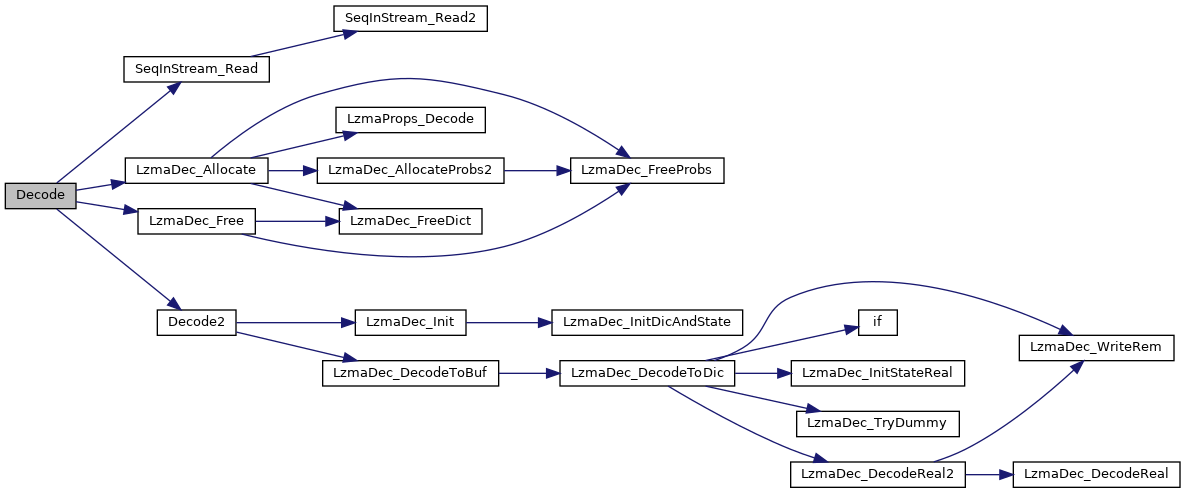 SeqInStream_Read2
SeqInStream_Read
LzmaProps_Decode
LzmaDec_Allocate
LzmaDec_AllocateProbs2
LzmaDec_FreeProbs
Decode
LzmaDec_Free
LzmaDec_FreeDict
Decode2
LzmaDec_Init
LzmaDec_InitDicAndState
if
LzmaDec_WriteRem
LzmaDec_DecodeToBuf
LzmaDec_DecodeToDic
LzmaDec_InitStateReal
LzmaDec_TryDummy
LzmaDec_DecodeReal2
LzmaDec_DecodeReal